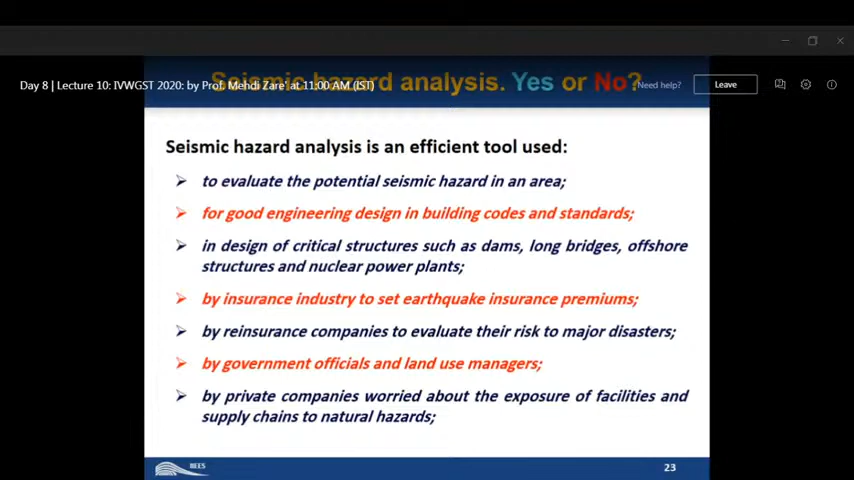 Seismic hazard analysis. Yes or No?
Day 8 | Lecture 10: IVWGST 2020: by Prof. Mehdi Zare' at 11:00 AM (IST)
Need help?
Leave
Seismic hazard analysis is an efficient tool used:
to evaluate the potential seismic hazard in an area;
for good engineering design in building codes and standards;
in design of critical structures such as dams, long bridges, offshore
structures and nuclear power plants;
by insurance industry to set earthquake insurance premiums;
by reinsurance companies to evaluate their risk to major disasters;
by government officials and land use managers;
by private companies worried about the exposure of facilities and
supply chains to natural hazards;
23